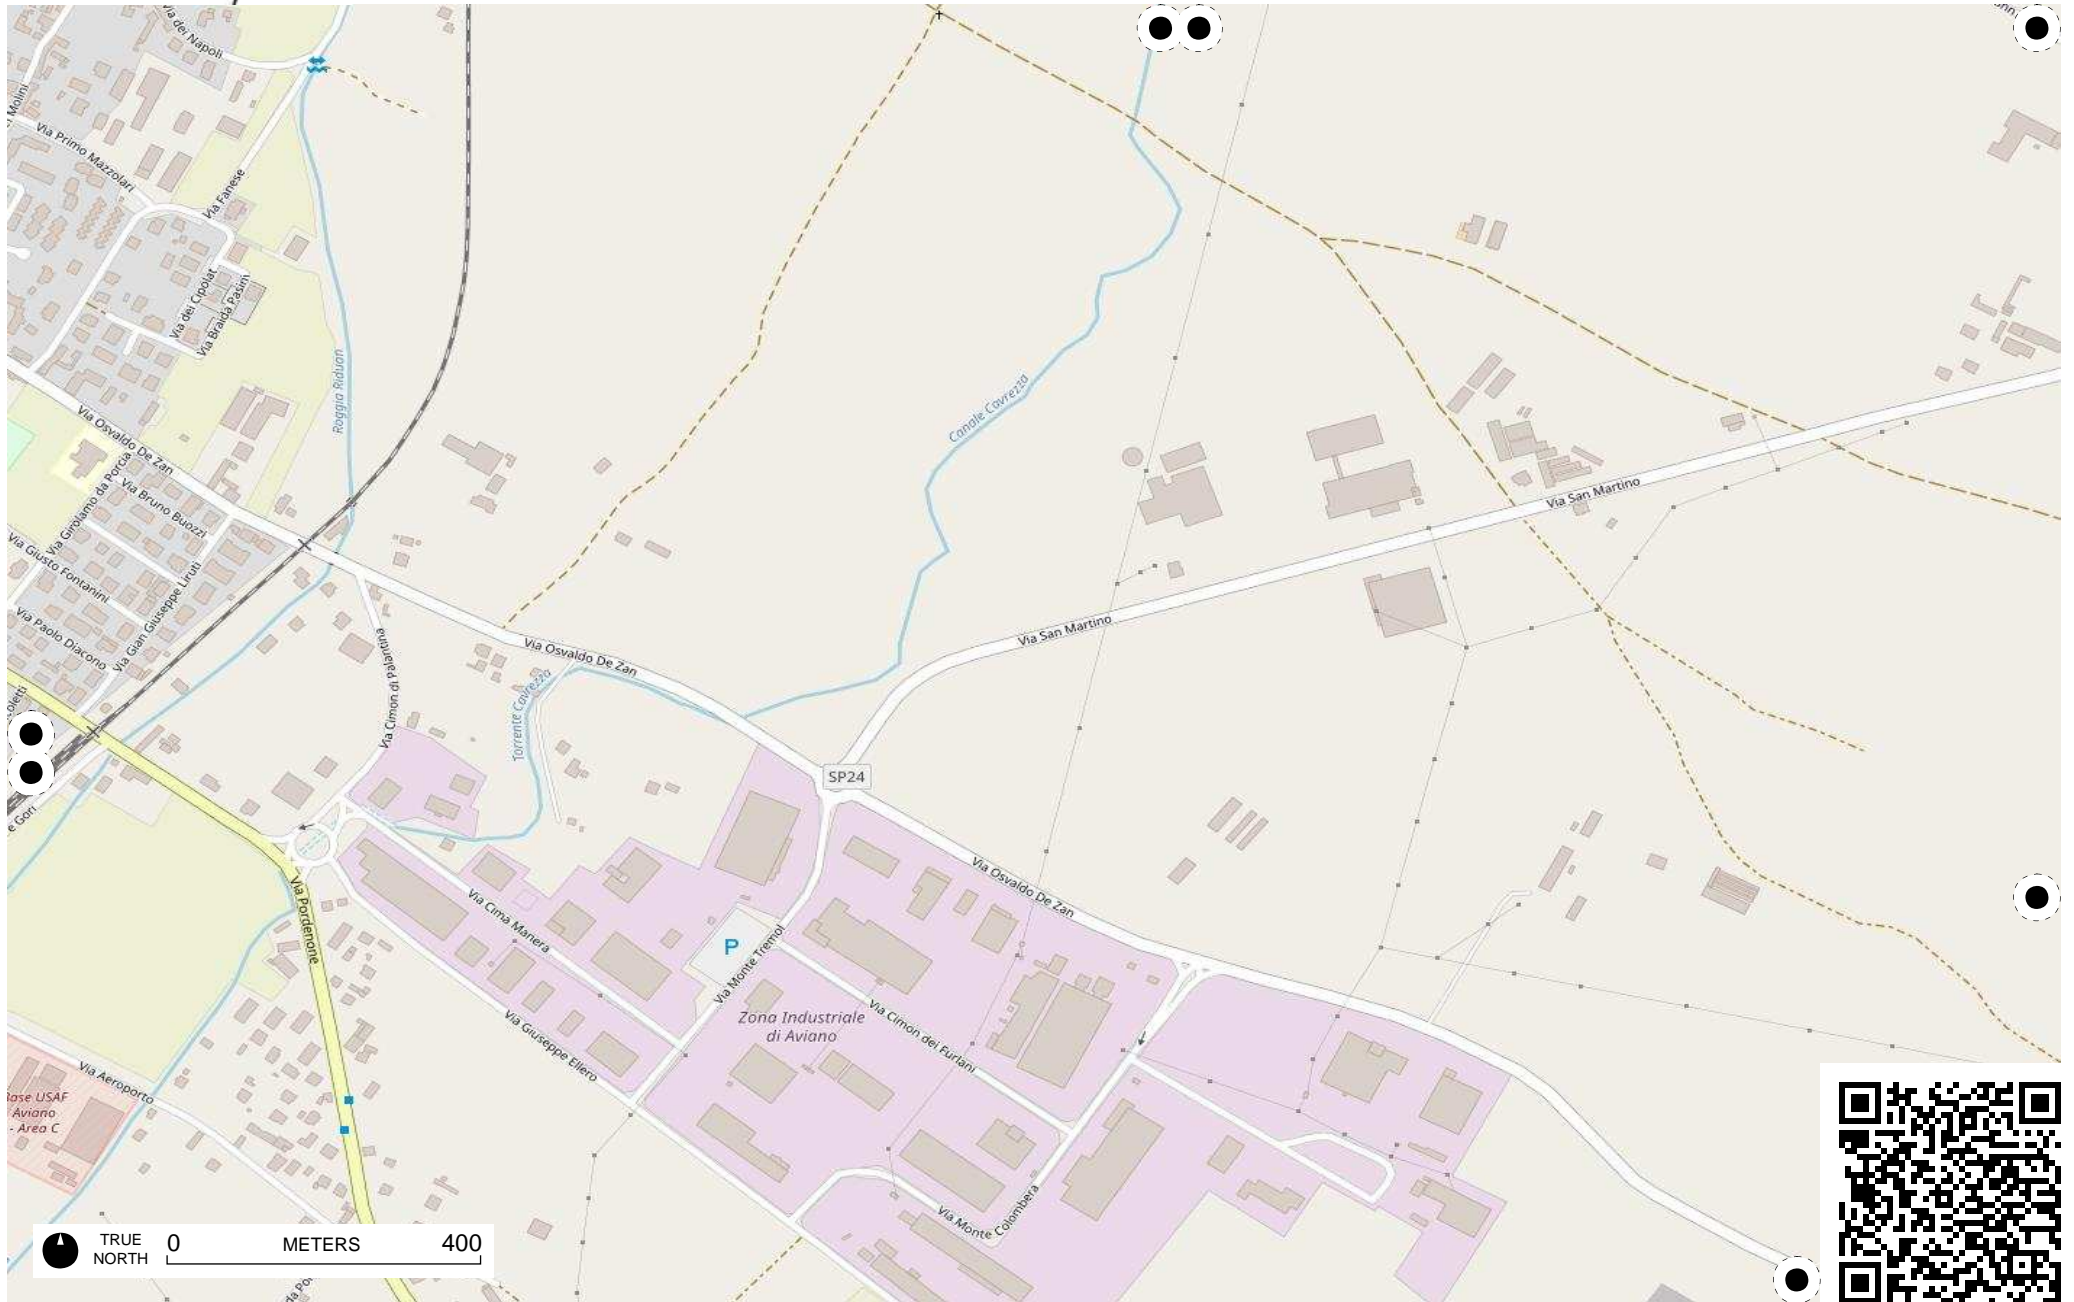 Via dei Napoli
Molini
Via Primo Mazzolari
Via Fanese
Via dei Cipolat
Via Braida Pasini
Roggia Riduan
Canale Cavrezza
Via Osvaldo De Zan
Via Girolamo da Porcia
Via Bruno Buozzi
Via San Martino
Via Giusto Fontanini
Via Gian Giuseppe Liruti
Via Paolo Diacono
Via San Martino
Via Cimon di Palantina
Via Osvaldo De Zan
Torrente Cavrezza
oletti
SP24
e Gori
Via Osvaldo De Zan
Via Pordenone
Via Cima Manera
P
Via Monte Tremol
Zona Industriale
di Aviano
Via Cimon dei Furlani
Via Giuseppe Ellero
Via Aeroporto
Base USAF
Aviano
- Area C
Via Monte Colombera
TRUE
NORTH
0 METERS 400